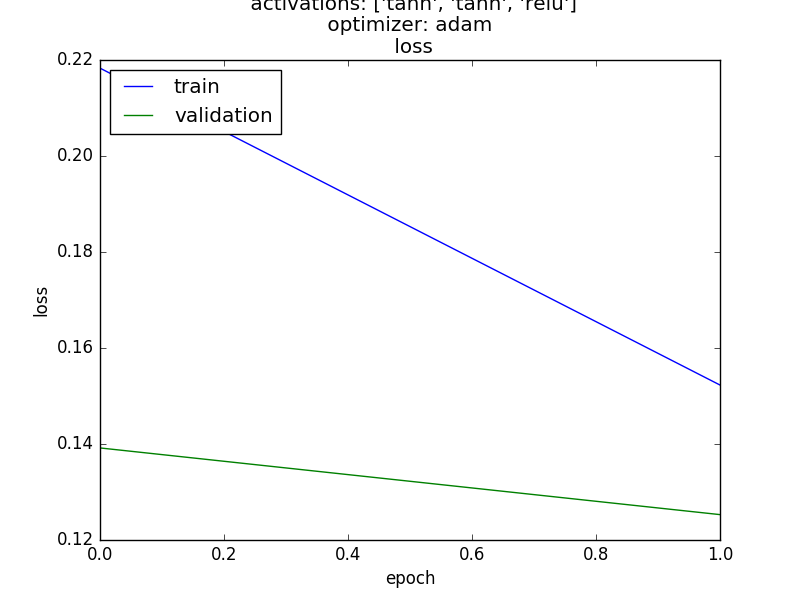 activations: ['tanh', 'tanh', 'relu']
optimizer: adam
loss
0.22
train
validation
0.20
0.18
0.16
0.14
0.12
loss
0.0 0.2 0.4 0.6 0.8 1.0
epoch